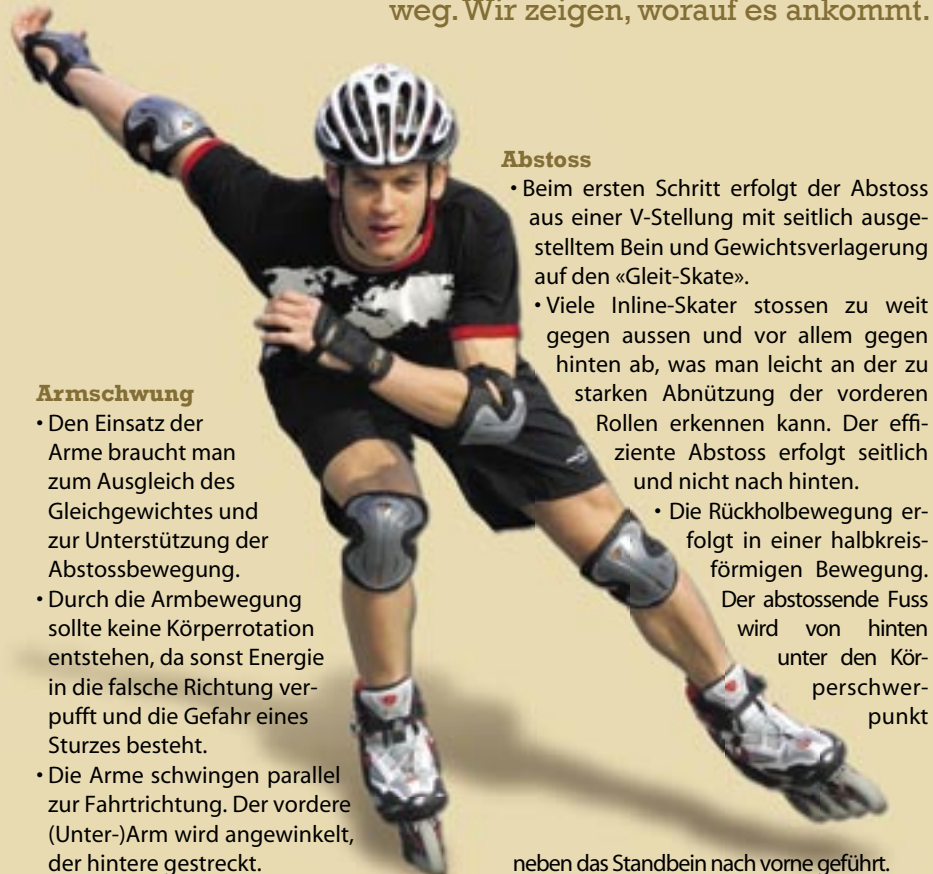 weg. Wir zeigen, worauf es ankommt.
Abstoss
• Beim ersten Schritt erfolgt der Abstoss
aus einer V-Stellung mit seitlich ausge-
stelltem Bein und Gewichtsverlagerung
auf den «Gleit-Skate».
• Viele Inline-Skater stossen zu weit
gegen aussen und vor allem gegen
hinten ab, was man leicht an der zu
starken Abnützung der vorderen
Rollen erkennen kann. Der effi-
ziente Abstoss erfolgt seitlich
und nicht nach hinten.
• Die Rückholbewegung er-
folgt in einer halbkreis-
förmigen Bewegung.
Der abstossende Fuss
wird von hinten
unter den Kör-
perschwer-
punkt
neben das Standbein nach vorne geführt.
Armschwung
• Den Einsatz der
Arme braucht man
zum Ausgleich des
Gleichgewichtes und
zur Unterstützung der
Abstossbewegung.
• Durch die Armbewegung
sollte keine Körperrotation
entstehen, da sonst Energie
in die falsche Richtung ver-
pufft und die Gefahr eines
Sturzes besteht.
• Die Arme schwingen parallel
zur Fahrtrichtung. Der vordere
(Unter-)Arm wird angewinkelt,
der hintere gestreckt.